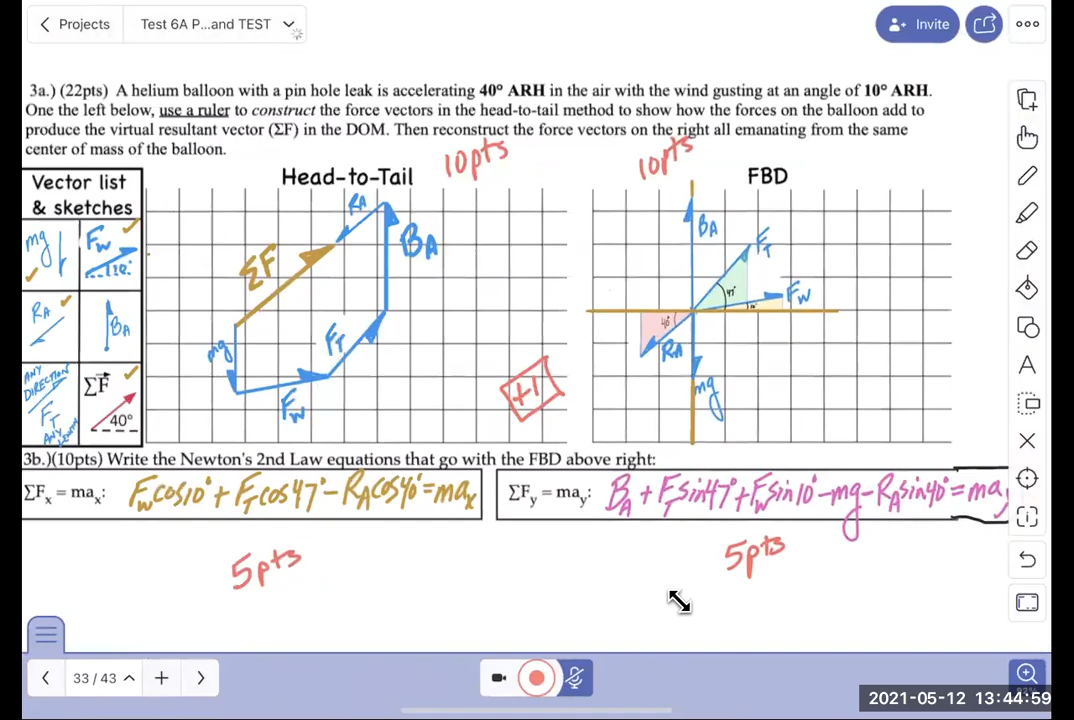 Projects
Test 6A P...and TEST
Invite
3a.) (22pts) A helium balloon with a pin hole leak is accelerating 40° ARH in the air with the wind gusting at an angle of 10° ARH.
One the left below, use a ruler to construct the force vectors in the head-to-tail method to show how the forces on the balloon add to
produce the virtual resultant vector (ΣF) in the DOM. Then reconstruct the force vectors on the right all emanating from the same
center of mass of the balloon.
10pts
10pts
Vector list
& sketches
Head-to-Tail
FBD
mg
Fw
10°
RA
BA
ANY
DIRECTION
FT
ANY
ΣF
40°
RA
BA
ΣF
mg
FT
Fw
+1
BA
FT
47°
Fw
40°
RA
mg
3b.)(10pts) Write the Newton's 2nd Law equations that go with the FBD above right:
ΣFx = max: Fwcos10° + FTcos47° - RAcos40° = max
ΣFy = may: BA + FTsin47° + Fwsin10° - mg - RAsin40° = may
5pts
5pts
33 / 43
2021-05-12 13:44:59